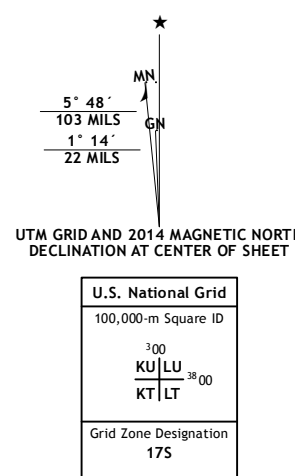 ★
MN.
5° 48´
103 MILS
GN
1° 14´
22 MILS
UTM GRID AND 2014 MAGNETIC NORTH
DECLINATION AT CENTER OF SHEET
U.S. National Grid
100,000-m Square ID
³00
KU LU
³⁸00
KT LT
Grid Zone Designation
17S